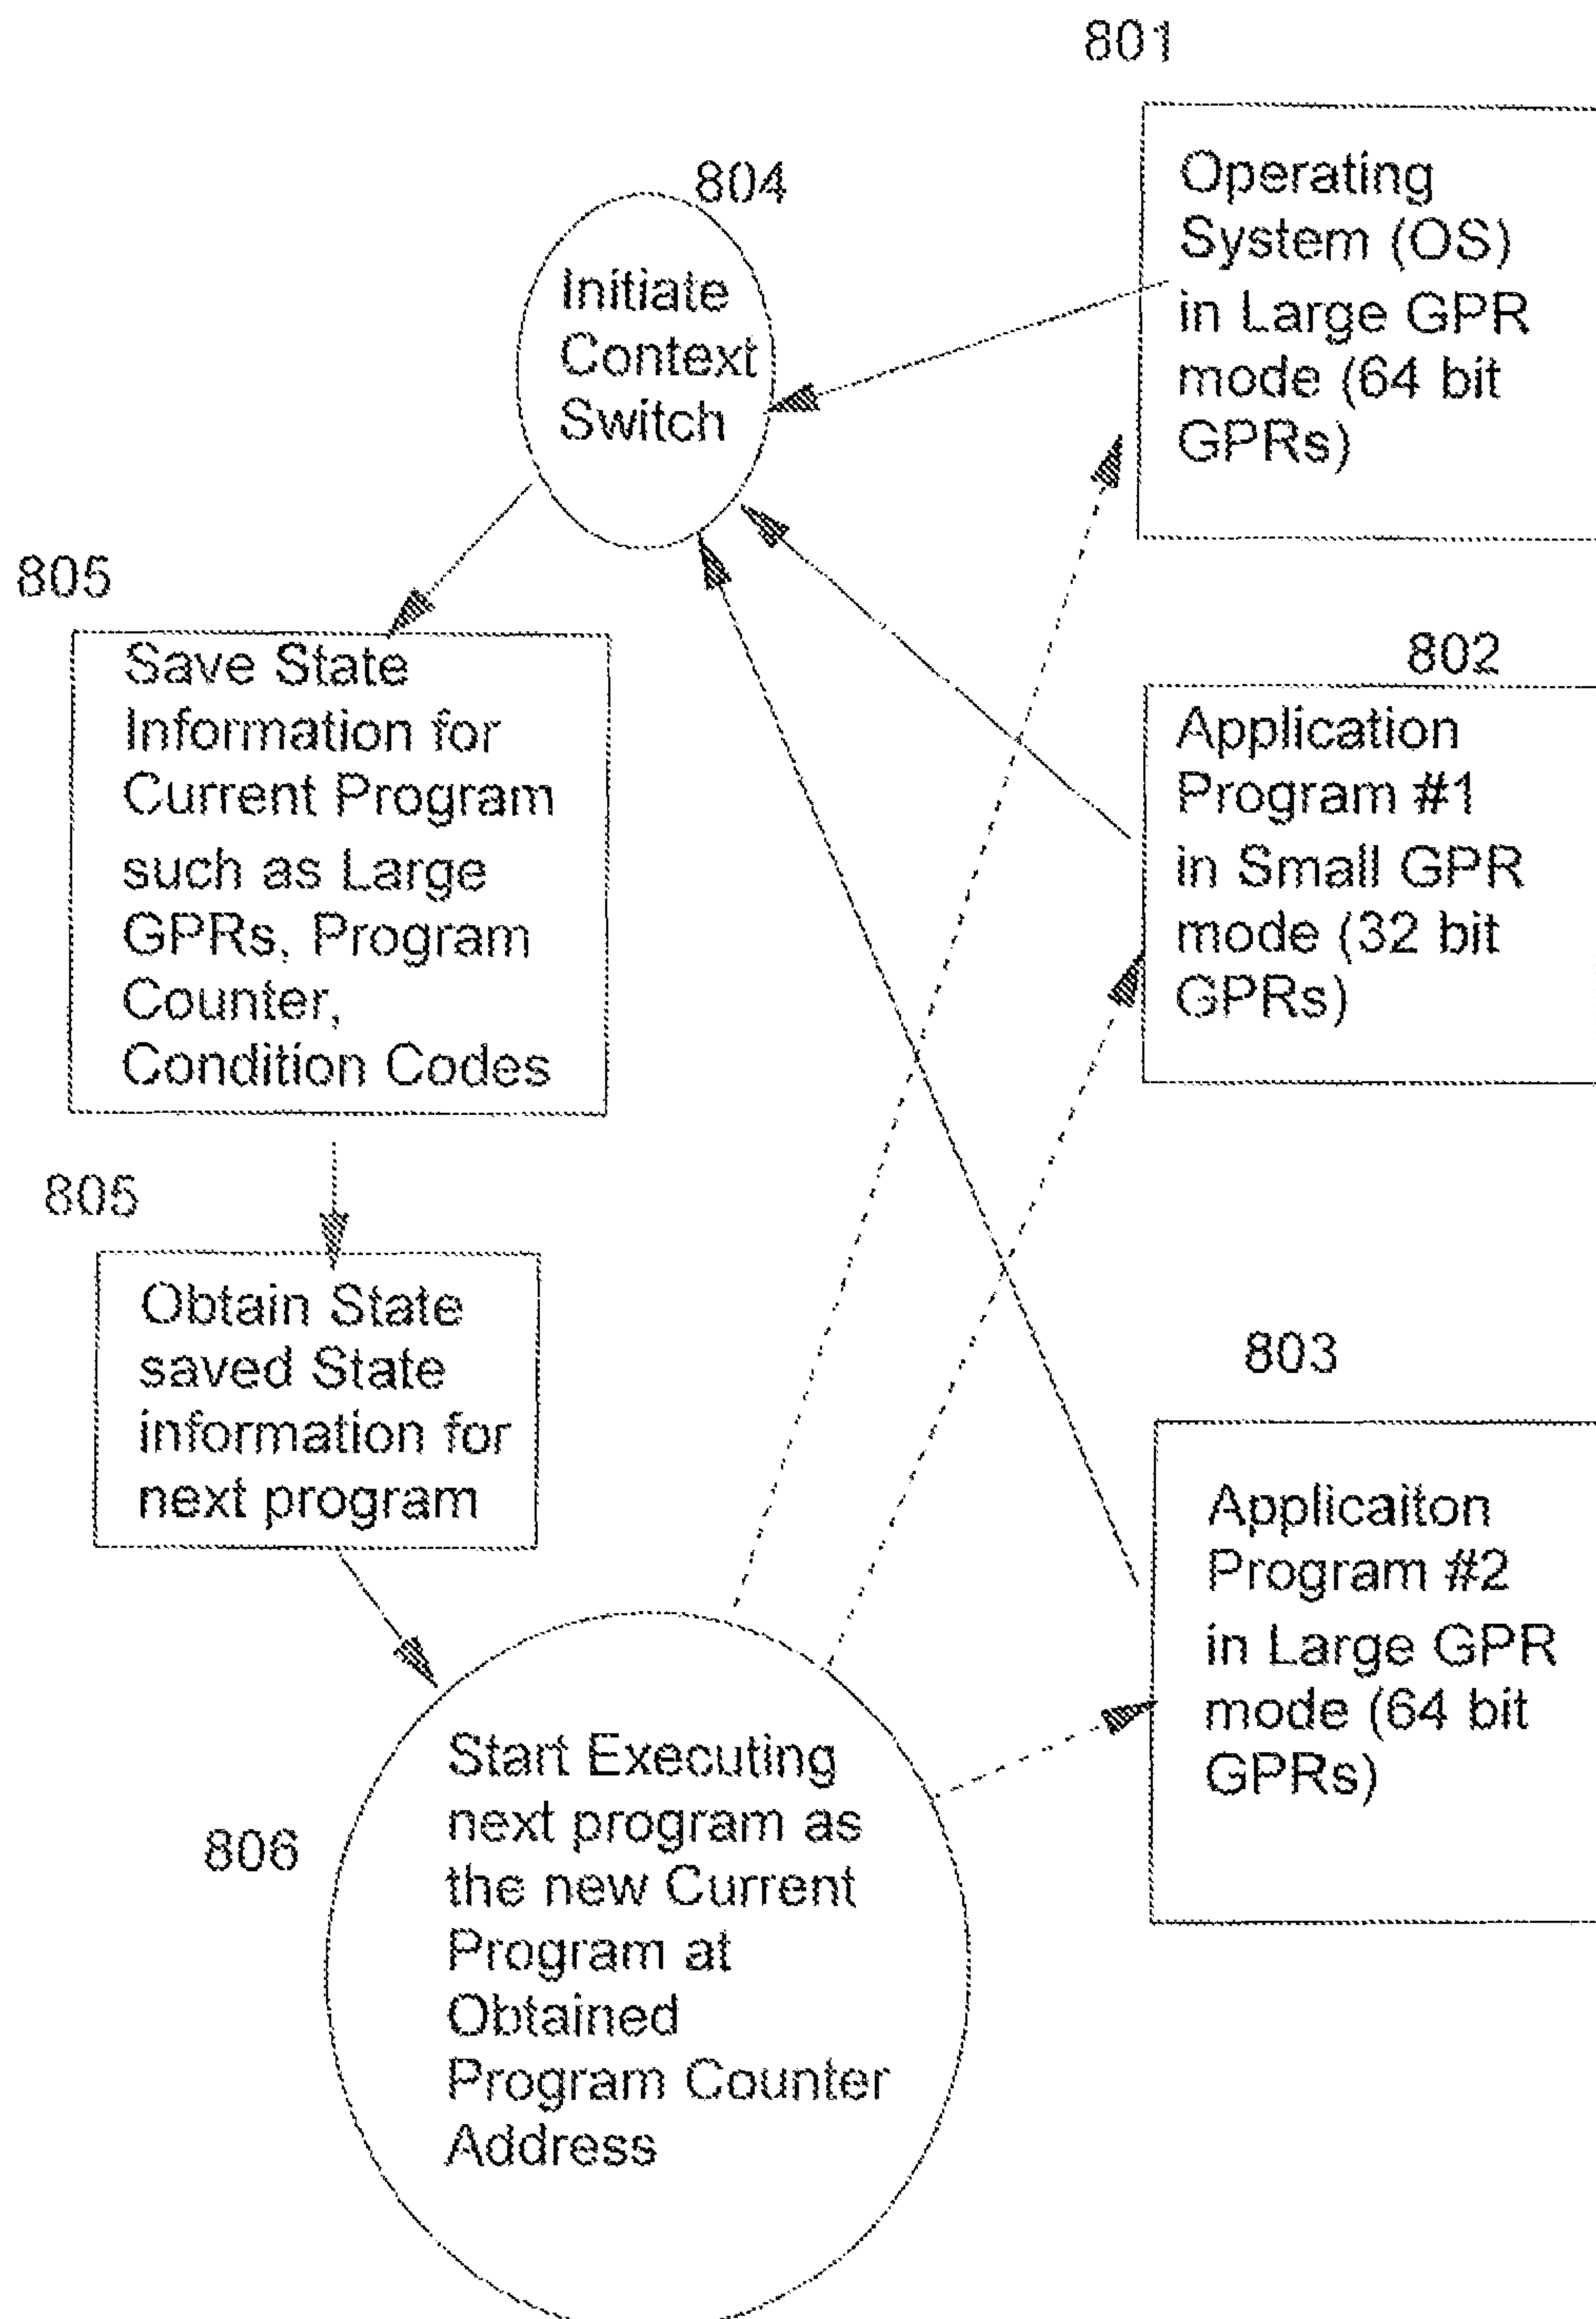 801
Operating
System (OS)
in Large GPR
mode (64 bit
GPRs)
804
Initiate
Context
Switch
805
Save State
Information for
Current Program
such as Large
GPRs, Program
Counter,
Condition Codes
802
Application
Program #1
in Small GPR
mode (32 bit
GPRs)
805
Obtain State
saved State
information for
next program
803
Applicaiton
Program #2
in Large GPR
mode (64 bit
GPRs)
806
Start Executing
next program as
the new Current
Program at
Obtained
Program Counter
Address